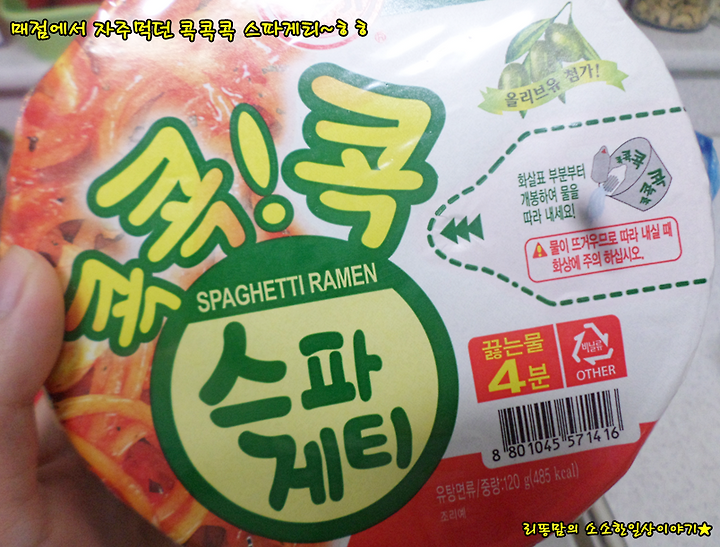 매점에서 자주먹던 콕콕콕 스파게티~ㅎㅎ
올리브유 첨가!
콕콕!콕
SPAGHETTI RAMEN
스파
게티
화살표 부분부터
개봉하여 물을
따라 내세요!
물이 뜨거우므로 따라 내실 때
화상에 주의 하십시오.
끓는물
4분
비닐류
OTHER
8 801045 571416
유탕면류/중량:120 g(485 kcal)
조리예
리똥맘의 소소한일상이야기★